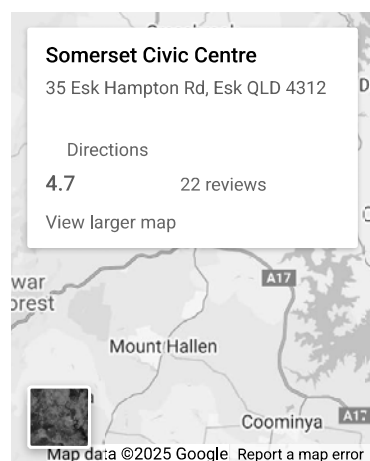 Somerset Civic Centre
35 Esk Hampton Rd, Esk QLD 4312
Directions
4.7 22 reviews
View larger map
A17
Mount Hallen
Coominya
A17
Map data ©2025 Google Report a map error